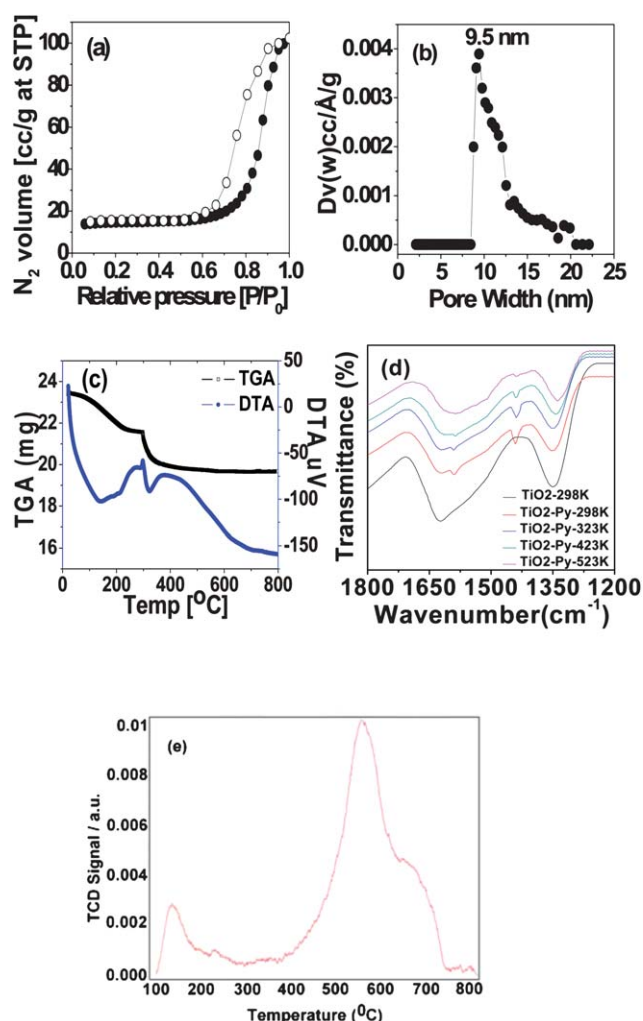 (a)
N2 volume [cc/g at STP]
100
80
60
40
20
0
0.0 0.2 0.4 0.6 0.8 1.0
Relative pressure [P/P0]
(b)
9.5 nm
Dv(w)cc/Å/g
0.004
0.003
0.002
0.001
0.000
0 5 10 15 20 25
Pore Width (nm)
(c)
TGA
DTA
TGA (mg)
24
22
20
18
16
50
0
-50
-100
-150
DTA uV
0 200 400 600 800
Temp [oC]
(d)
Transmittance (%)
TiO2-298K
TiO2-Py-298K
TiO2-Py-323K
TiO2-Py-423K
TiO2-Py-523K
1800 1650 1500 1350 1200
Wavenumber(cm-1)
(e)
TCD Signal / a.u.
0.01
0.008
0.006
0.004
0.002
0.000
100 200 300 400 500 600 700 800
Temperature (0C)